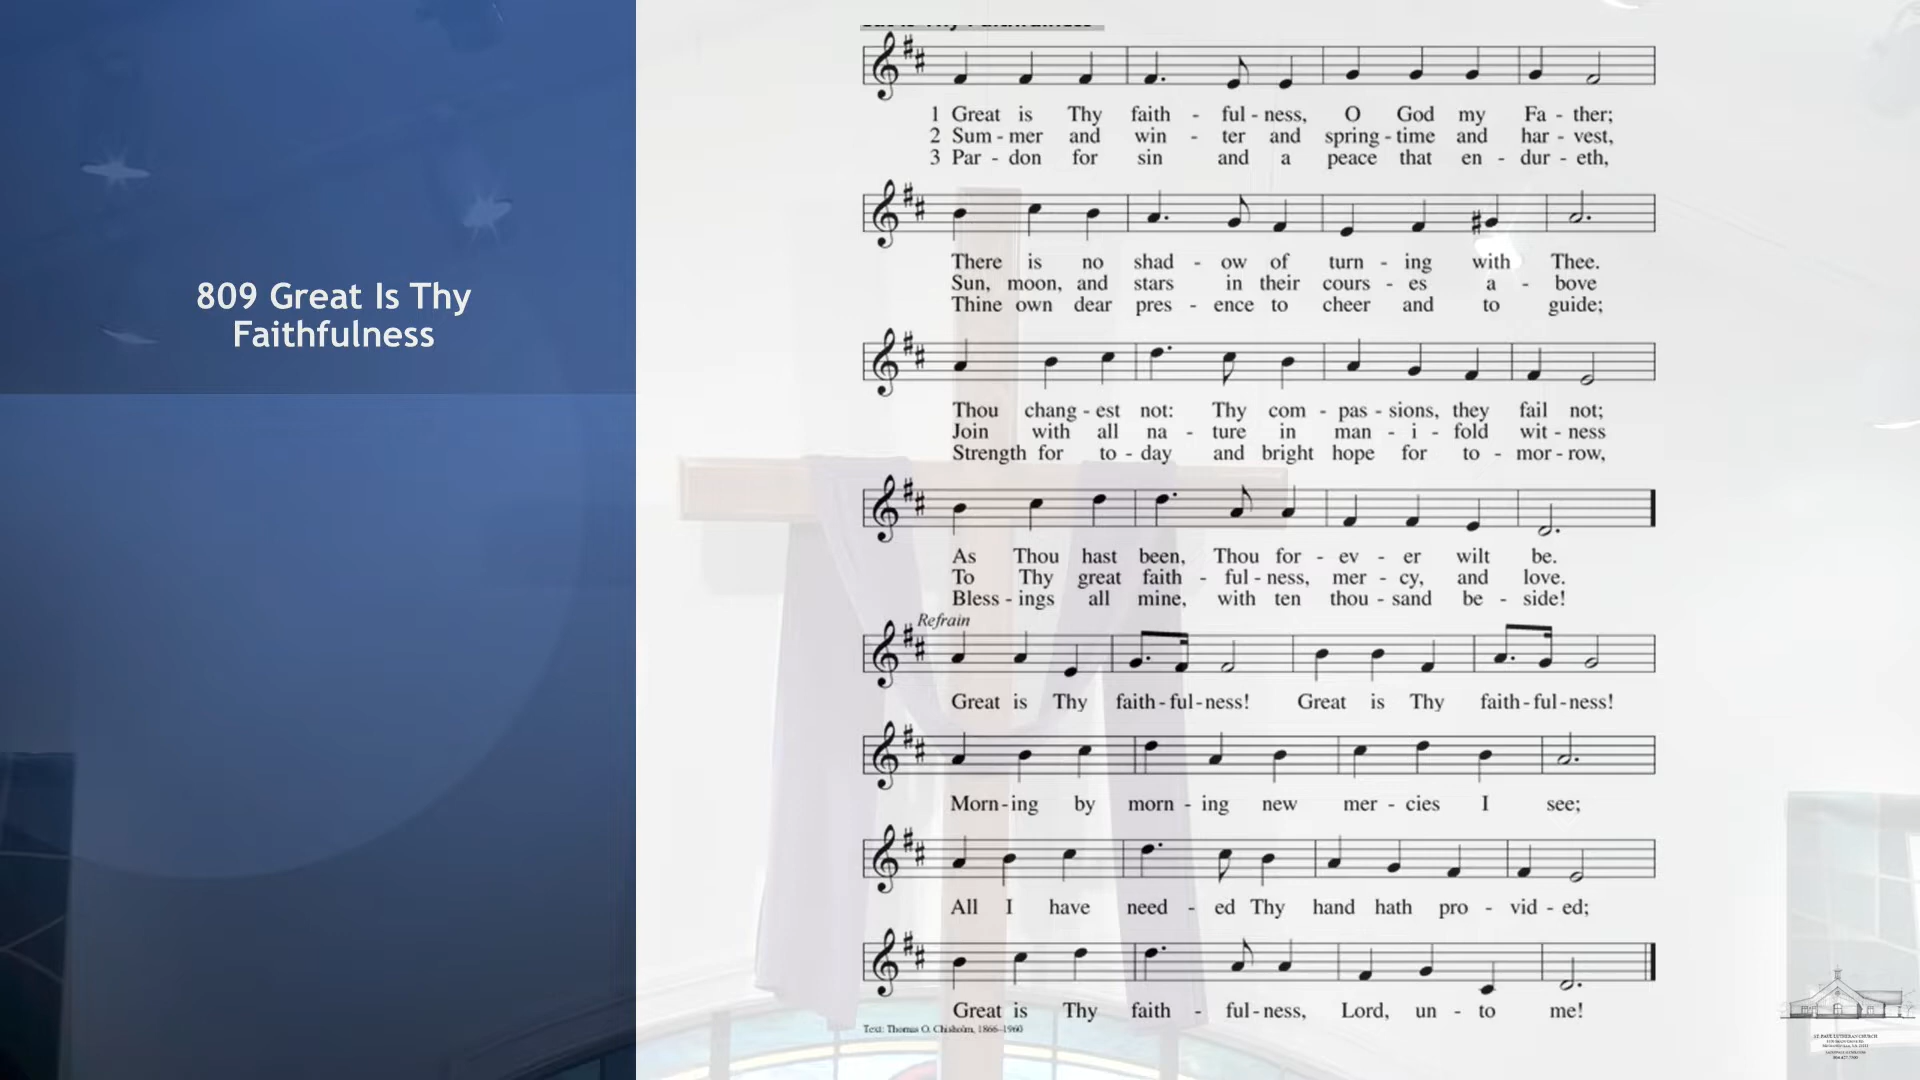 809 Great Is Thy
Faithfulness
1 Great is Thy faith - ful - ness, O God my Fa - ther;
2 Sum - mer and win - ter and spring - time and har - vest,
3 Par - don for sin and a peace that en - dur - eth,
There is no shad - ow of turn - ing with Thee.
Sun, moon, and stars in their cours - es a - bove
Thine own dear pres - ence to cheer and to guide;
Thou chang - est not: Thy com - pas - sions, they fail not;
Join with all na - ture in man - i - fold wit - ness
Strength for to - day and bright hope for to - mor - row,
As Thou hast been, Thou for - ev - er wilt be.
To Thy great faith - ful - ness, mer - cy, and love.
Bless - ings all mine, with ten thou - sand be - side!
Refrain
Great is Thy faith - ful - ness! Great is Thy faith - ful - ness!
Morn - ing by morn - ing new mer - cies I see;
All I have need - ed Thy hand hath pro - vid - ed;
Great is Thy faith - ful - ness, Lord, un - to me!
Text: Thomas O. Chisholm, 1866-1960
ST. PAUL LUTHERAN CHURCH